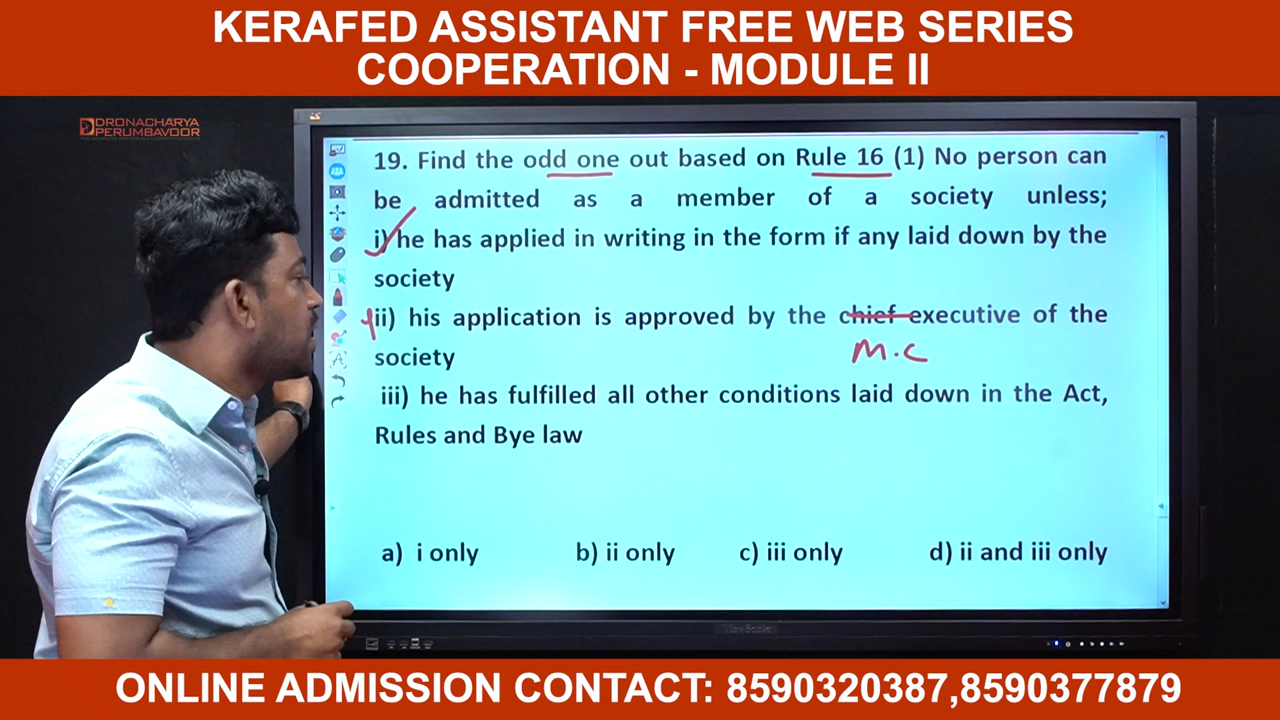 KERAFED ASSISTANT FREE WEB SERIES
COOPERATION - MODULE II
DRONACHARYA
PERUMBAVOOR
19. Find the odd one out based on Rule 16 (1) No person can
be admitted as a member of a society unless;
i) he has applied in writing in the form if any laid down by the
society
ii) his application is approved by the chief executive of the
M.C
society
iii) he has fulfilled all other conditions laid down in the Act,
Rules and Bye law
a) i only b) ii only c) iii only d) ii and iii only
ViewSonic
ONLINE ADMISSION CONTACT: 8590320387,8590377879